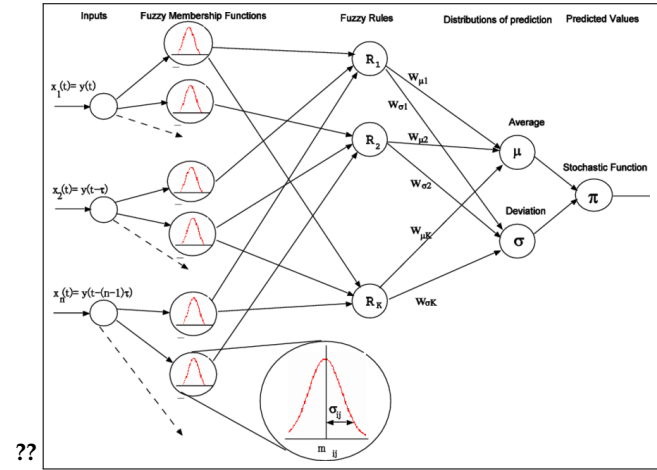 Inputs Fuzzy Membership Functions Fuzzy Rules Distributions of prediction Predicted Values
x1(t)= y(t)
x2(t)= y(t-τ)
xn(t)= y(t-(n-1)τ)
R1
R2
RK
Wμ1
Wσ1
Wμ2
Wσ2
WμK
WσK
Average
μ
Deviation
σ
Stochastic Function
π
σij
m ij
??